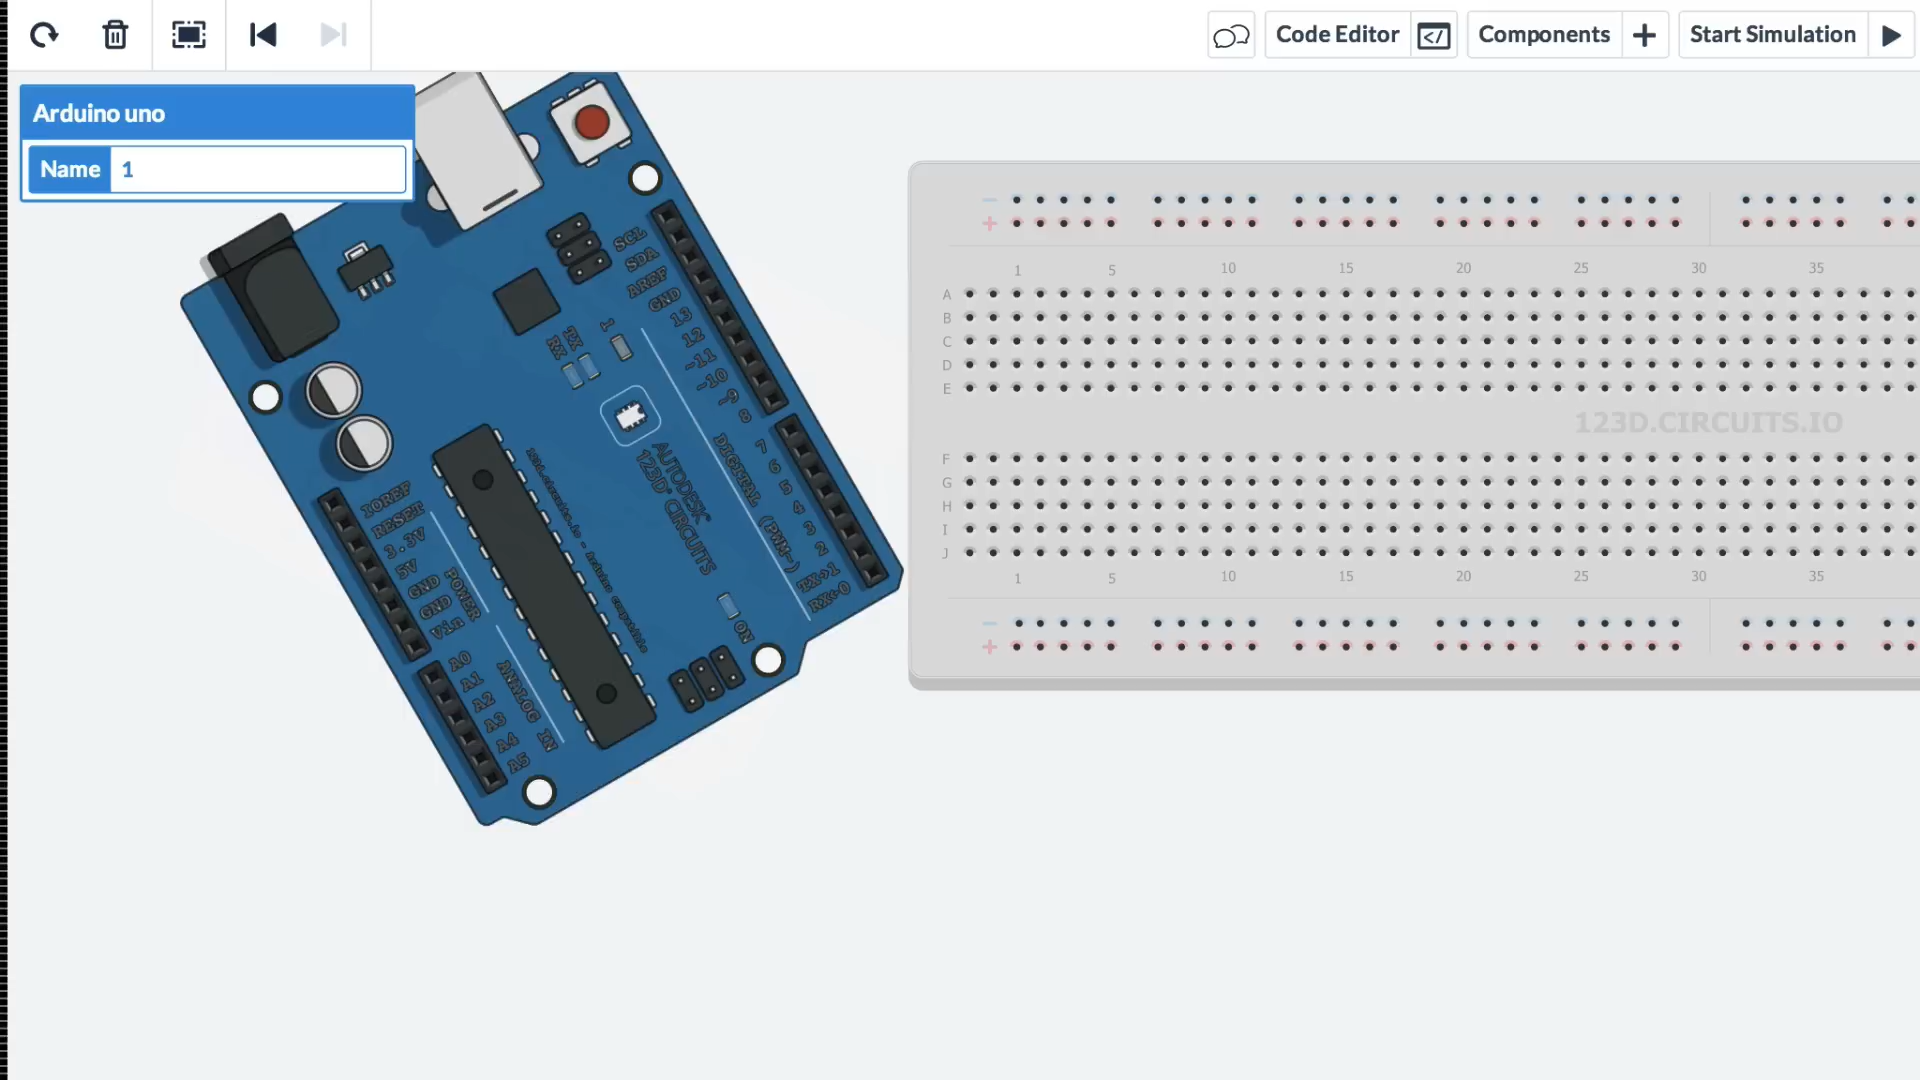 Code Editor
Components
Start Simulation
Arduino uno
Name 1
SCL
SDA
AREF
GND
13
12
~11
~10
~9
8
7
6
5
4
3
2
TX→1
RX←0
DIGITAL (PWM~)
TX
RX
1
AUTODESK
123D CIRCUITS
ON
IOREF
RESET
3.3V
5V
GND
GND
Vin
POWER
A0
A1
A2
A3
A4
A5
ANALOG IN
- +
1 5 10 15 20 25 30 35
A
B
C
D
E
123D.CIRCUITS.IO
F
G
H
I
J
1 5 10 15 20 25 30 35
- +